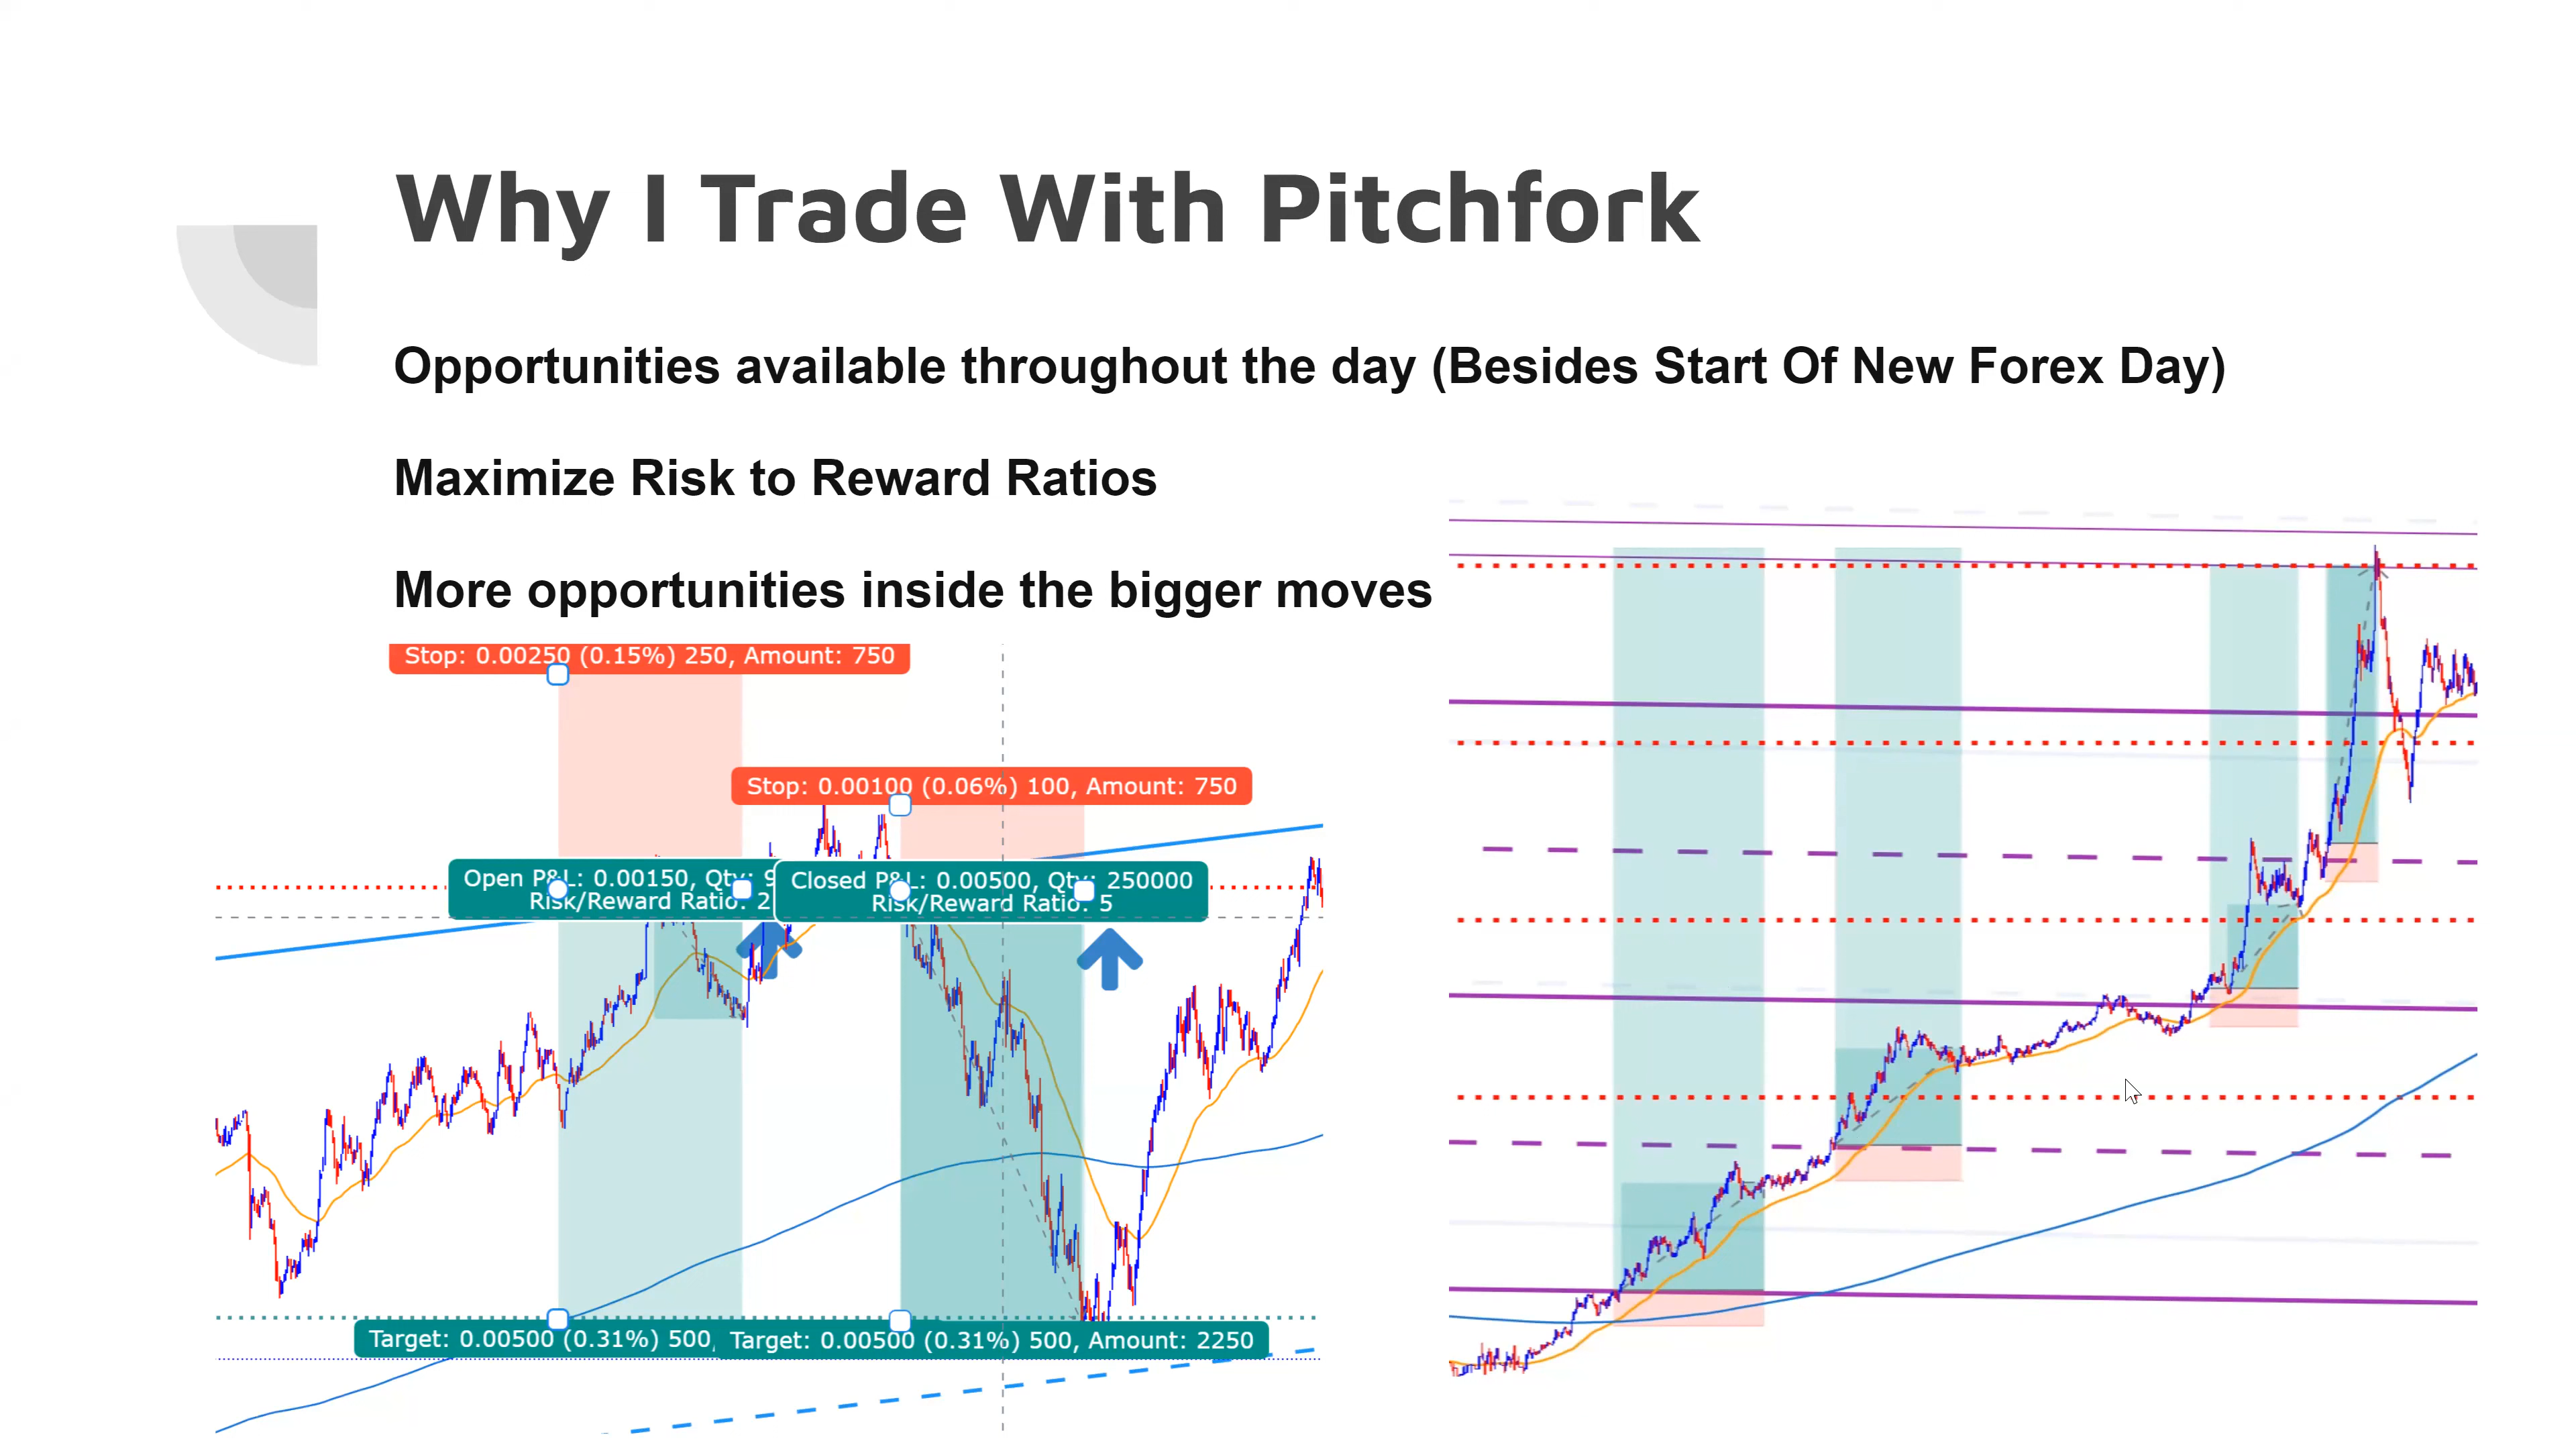 Why I Trade With Pitchfork
Opportunities available throughout the day (Besides Start Of New Forex Day)
Maximize Risk to Reward Ratios
More opportunities inside the bigger moves
Stop: 0.00250 (0.15%) 250, Amount: 750
Stop: 0.00100 (0.06%) 100, Amount: 750
Open P&L: 0.00150, Qty: 9
Risk/Reward Ratio: 2
Closed P&L: 0.00500, Qty: 250000
Risk/Reward Ratio: 5
Target: 0.00500 (0.31%) 500,
Target: 0.00500 (0.31%) 500, Amount: 2250